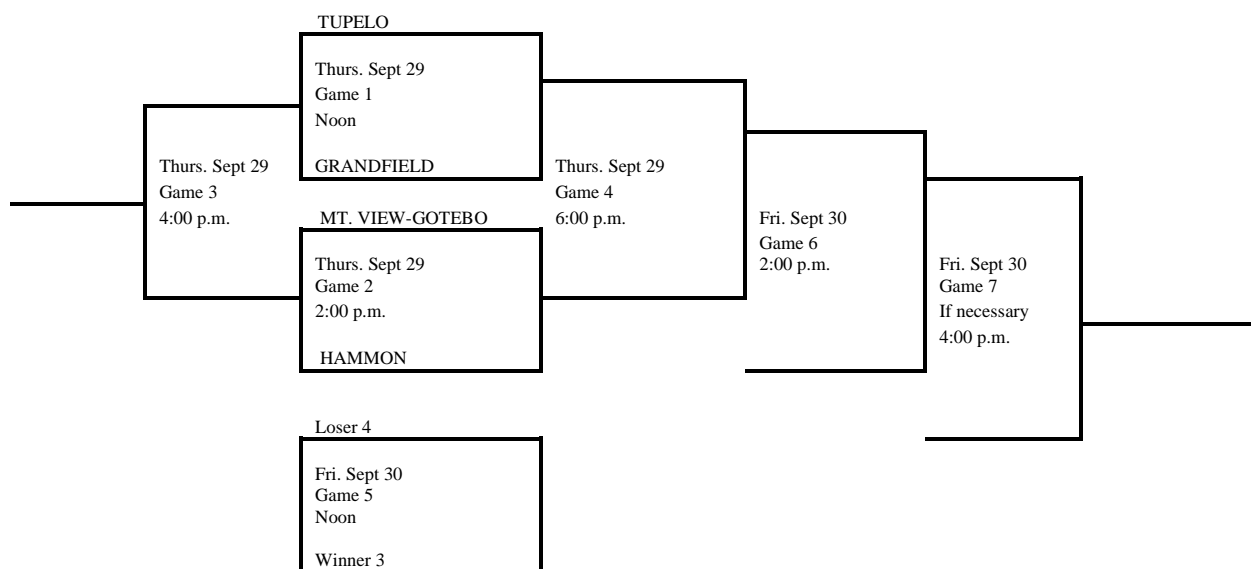 TUPELO
Thurs. Sept 29
Game 1
Noon
GRANDFIELD
Thurs. Sept 29
Game 3
4:00 p.m.
MT. VIEW-GOTEBO
Thurs. Sept 29
Game 2
2:00 p.m.
HAMMON
Thurs. Sept 29
Game 4
6:00 p.m.
Fri. Sept 30
Game 6
2:00 p.m.
Fri. Sept 30
Game 7
If necessary
4:00 p.m.
Loser 4
Fri. Sept 30
Game 5
Noon
Winner 3